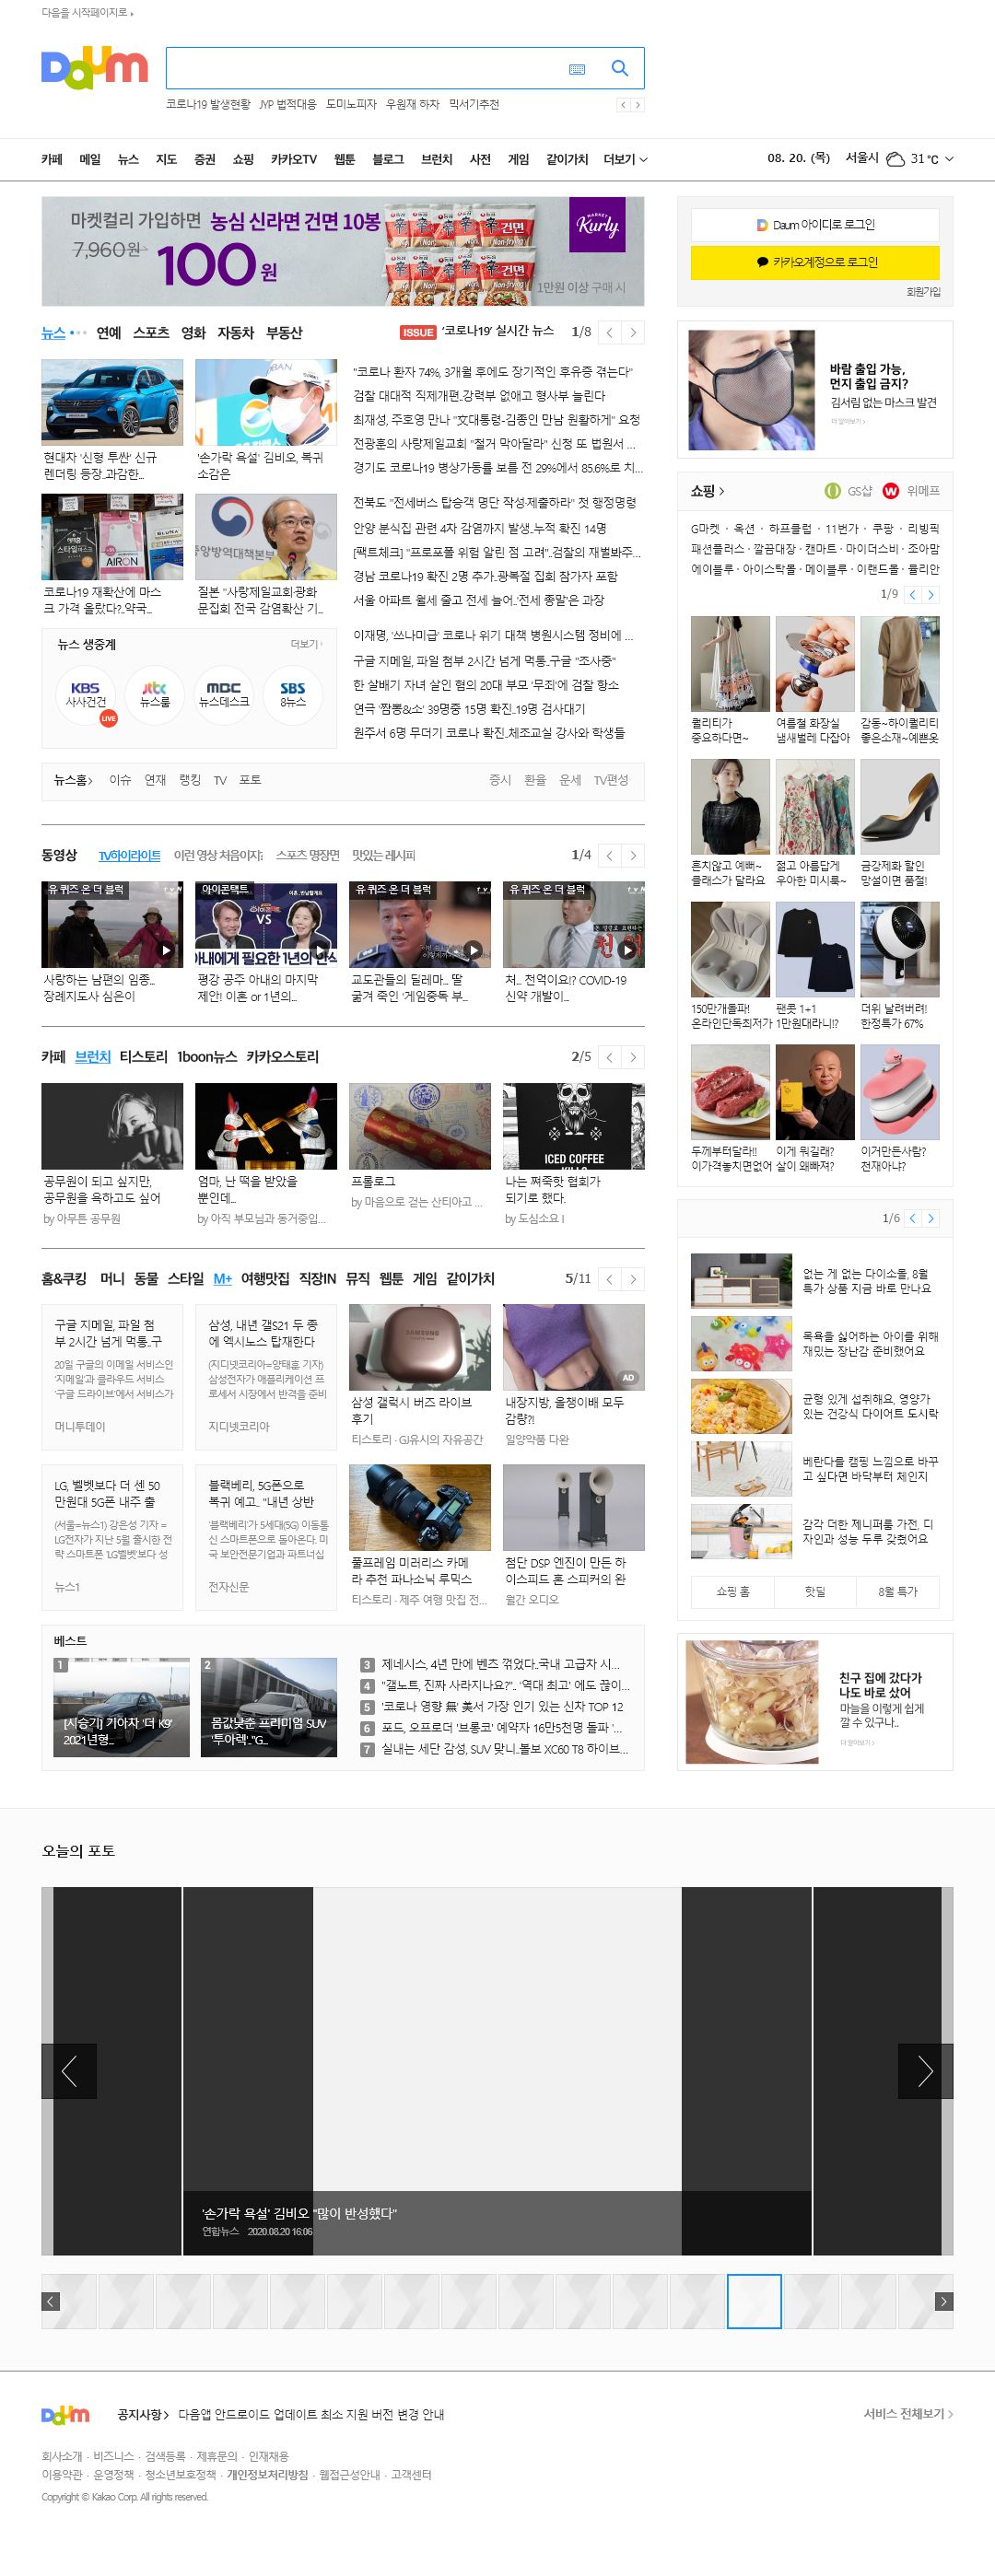 다음을 시작페이지로
Daum
코로나19 발생현황 JYP 법적대응 도미노피자 우원재 하차 믹서기추천
카페 메일 뉴스 지도 증권 쇼핑 카카오TV 웹툰 블로그 브런치 사전 게임 같이가치 더보기
08. 20. (목) 서울시 31 ℃
마켓컬리 가입하면 농심 신라면 건면 10봉
7,960원
100원
1만원 이상 구매 시
MARKET
Kurly
Daum 아이디로 로그인
카카오계정으로 로그인
회원가입
뉴스 연예 스포츠 영화 자동차 부동산
ISSUE '코로나19' 실시간 뉴스 1/8
현대차 '신형 투싼' 신규
렌더링 등장..과감한...
'손가락 욕설' 김비오, 복귀
소감은
코로나19 재확산에 마스
크 가격 올랐다?..약국...
질본 "사랑제일교회·광화
문집회 전국 감염확산 기...
"코로나 환자 74%, 3개월 후에도 장기적인 후유증 겪는다"
검찰 대대적 직제개편..강력부 없애고 형사부 늘린다
최재성, 주호영 만나 "文대통령-김종인 만남 원활하게" 요청
전광훈의 사랑제일교회 "철거 막아달라" 신청 또 법원서 ...
경기도 코로나19 병상가동률 보름 전 29%에서 85.6%로 치...
전북도 "전세버스 탑승객 명단 작성·제출하라" 첫 행정명령
안양 분식집 관련 4차 감염까지 발생..누적 확진 14명
[팩트체크] "프로포폴 위험 알린 점 고려"..검찰의 재벌봐주...
경남 코로나19 확진 2명 추가..광복절 집회 참가자 포함
서울 아파트 월세 줄고 전세 늘어..'전세 종말'은 과장
이재명, '쓰나미급' 코로나 위기 대책 병원시스템 정비에 ...
구글 지메일, 파일 첨부 2시간 넘게 먹통..구글 "조사중"
한 살배기 자녀 살인 혐의 20대 부모 '무죄'에 검찰 항소
연극 '짬뽕&소' 39명중 15명 확진..19명 검사대기
원주서 6명 무더기 코로나 확진..체조교실 강사와 학생들
뉴스 생중계 더보기
KBS
사사건건
LIVE
jtbc
뉴스룸
MBC
뉴스데스크
SBS
8뉴스
뉴스홈 이슈 연재 랭킹 TV 포토 증시 환율 운세 TV편성
바람 출입 가능,
먼지 출입 금지?
김서림 없는 마스크 발견
더 알아보기
쇼핑 GS샵 위메프
G마켓 · 옥션 · 하프클럽 · 11번가 · 쿠팡 · 리빙픽
패션플러스 · 깔끔대장 · 캔마트 · 마이더스비 · 조아맘
에이블루 · 아이스탁몰 · 메이블루 · 이랜드몰 · 플리안
1/9
퀄리티가
중요하다면~
여름철 화장실
냄새벌레 다잡아
감동~하이퀄리티
좋은소재~예쁜옷
흔치않고 예뻐~
클래스가 달라요
젊고 아름답게
우아한 미시룩~
금강제화 할인
망설이면 품절!
150만개돌파!
온라인단독최저가
팬콧 1+1
1만원대라니!?
더위 날려버려!
한정특가 67%
두께부터달라!!
이가격놓치면없어
이게 뭐길래?
살이 왜빠져?
이거만든사람?
천재아냐?
동영상 TV하이라이트 이런 영상 처음이지? 스포츠 명장면 맛있는 레시피 1/4
유 퀴즈 온 더 블럭
사랑하는 남편의 임종...
장례지도사 심은이
아이콘택트
평강 공주 아내의 마지막
제안! 이혼 or 1년의...
유 퀴즈 온 더 블럭
교도관들의 딜레마... 딸
굶겨 죽인 '게임중독 부...
유 퀴즈 온 더 블럭
처... 천억이요!? COVID-19
신약 개발이...
카페 브런치 티스토리 1boon뉴스 카카오스토리 2/5
공무원이 되고 싶지만,
공무원을 욕하고도 싶어
by 아무튼 공무원
엄마, 난 떡을 받았을
뿐인데...
by 아직 부모님과 동거중입...
프롤로그
by 마음으로 걷는 산티아고 ...
ICED COFFEE
KILLS
나는 쩌죽핫 협회가
되기로 했다.
by 도심소요 I
홈&쿠킹 머니 동물 스타일 M+ 여행맛집 직장IN 뮤직 웹툰 게임 같이가치 5/11
구글 지메일, 파일 첨
부 2시간 넘게 먹통..구
20일 구글의 이메일 서비스인
'지메일'과 클라우드 서비스
'구글 드라이브'에서 서비스가
머니투데이
삼성, 내년 갤S21 두 종
에 엑시노스 탑재한다
(지디넷코리아=양태훈 기자)
삼성전자가 애플리케이션 프
로세서 시장에서 반격을 준비
지디넷코리아
SAMSUNG
삼성 갤럭시 버즈 라이브
후기
티스토리 · GJ유시의 자유공간
AD
내장지방, 올챙이배 모두
감량?!
일양약품 다완
LG, 벨벳보다 더 센 50
만원대 5G폰 내주 출
(서울=뉴스1) 강은성 기자 =
LG전자가 지난 5월 출시한 전
략 스마트폰 'LG벨벳'보다 성
뉴스1
블랙베리, 5G폰으로
복귀 예고.. "내년 상반
'블랙베리'가 5세대(5G) 이동통
신 스마트폰으로 돌아온다. 미
국 보안전문기업과 파트너십
전자신문
풀프레임 미러리스 카메
라 추천 파나소닉 루믹스
티스토리 · 제주 여행 맛집 전...
첨단 DSP 엔진이 만든 하
이스피드 혼 스피커의 완
월간 오디오
1/6
없는 게 없는 다이소몰, 8월
특가 상품 지금 바로 만나요
목욕을 싫어하는 아이를 위해
재밌는 장난감 준비했어요
균형 있게 섭취해요, 영양가
있는 건강식 다이어트 도시락
베란다를 캠핑 느낌으로 바꾸
고 싶다면 바닥부터 체인지
감각 더한 제니퍼룸 가전, 디
자인과 성능 두루 갖췄어요
쇼핑 홈 핫딜 8월 특가
베스트
1
[시승기] 기아차 '더 K9'
2021년형...
2
몸값낮춘 프리미엄 SUV
'투아렉'.."G...
3 제네시스, 4년 만에 벤츠 꺾었다..국내 고급차 시...
4 "갤노트, 진짜 사라지나요?".. '역대 최고' 에도 끊이...
5 '코로나 영향 無' 美서 가장 인기 있는 신차 TOP 12
6 포드, 오프로더 '브롱코' 예약자 16만5천명 돌파 '...
7 실내는 세단 감성, SUV 맞니..볼보 XC60 T8 하이브...
친구 집에 갔다가
나도 바로 샀어
마늘을 이렇게 쉽게
깔 수 있구나..
더 알아보기
오늘의 포토
'손가락 욕설' 김비오 "많이 반성했다"
연합뉴스 2020.08.20 16:06
Daum 공지사항 다음앱 안드로이드 업데이트 최소 지원 버전 변경 안내 서비스 전체보기
회사소개 · 비즈니스 · 검색등록 · 제휴문의 · 인재채용
이용약관 · 운영정책 · 청소년보호정책 · 개인정보처리방침 · 웹접근성안내 · 고객센터
Copyright © Kakao Corp. All rights reserved.